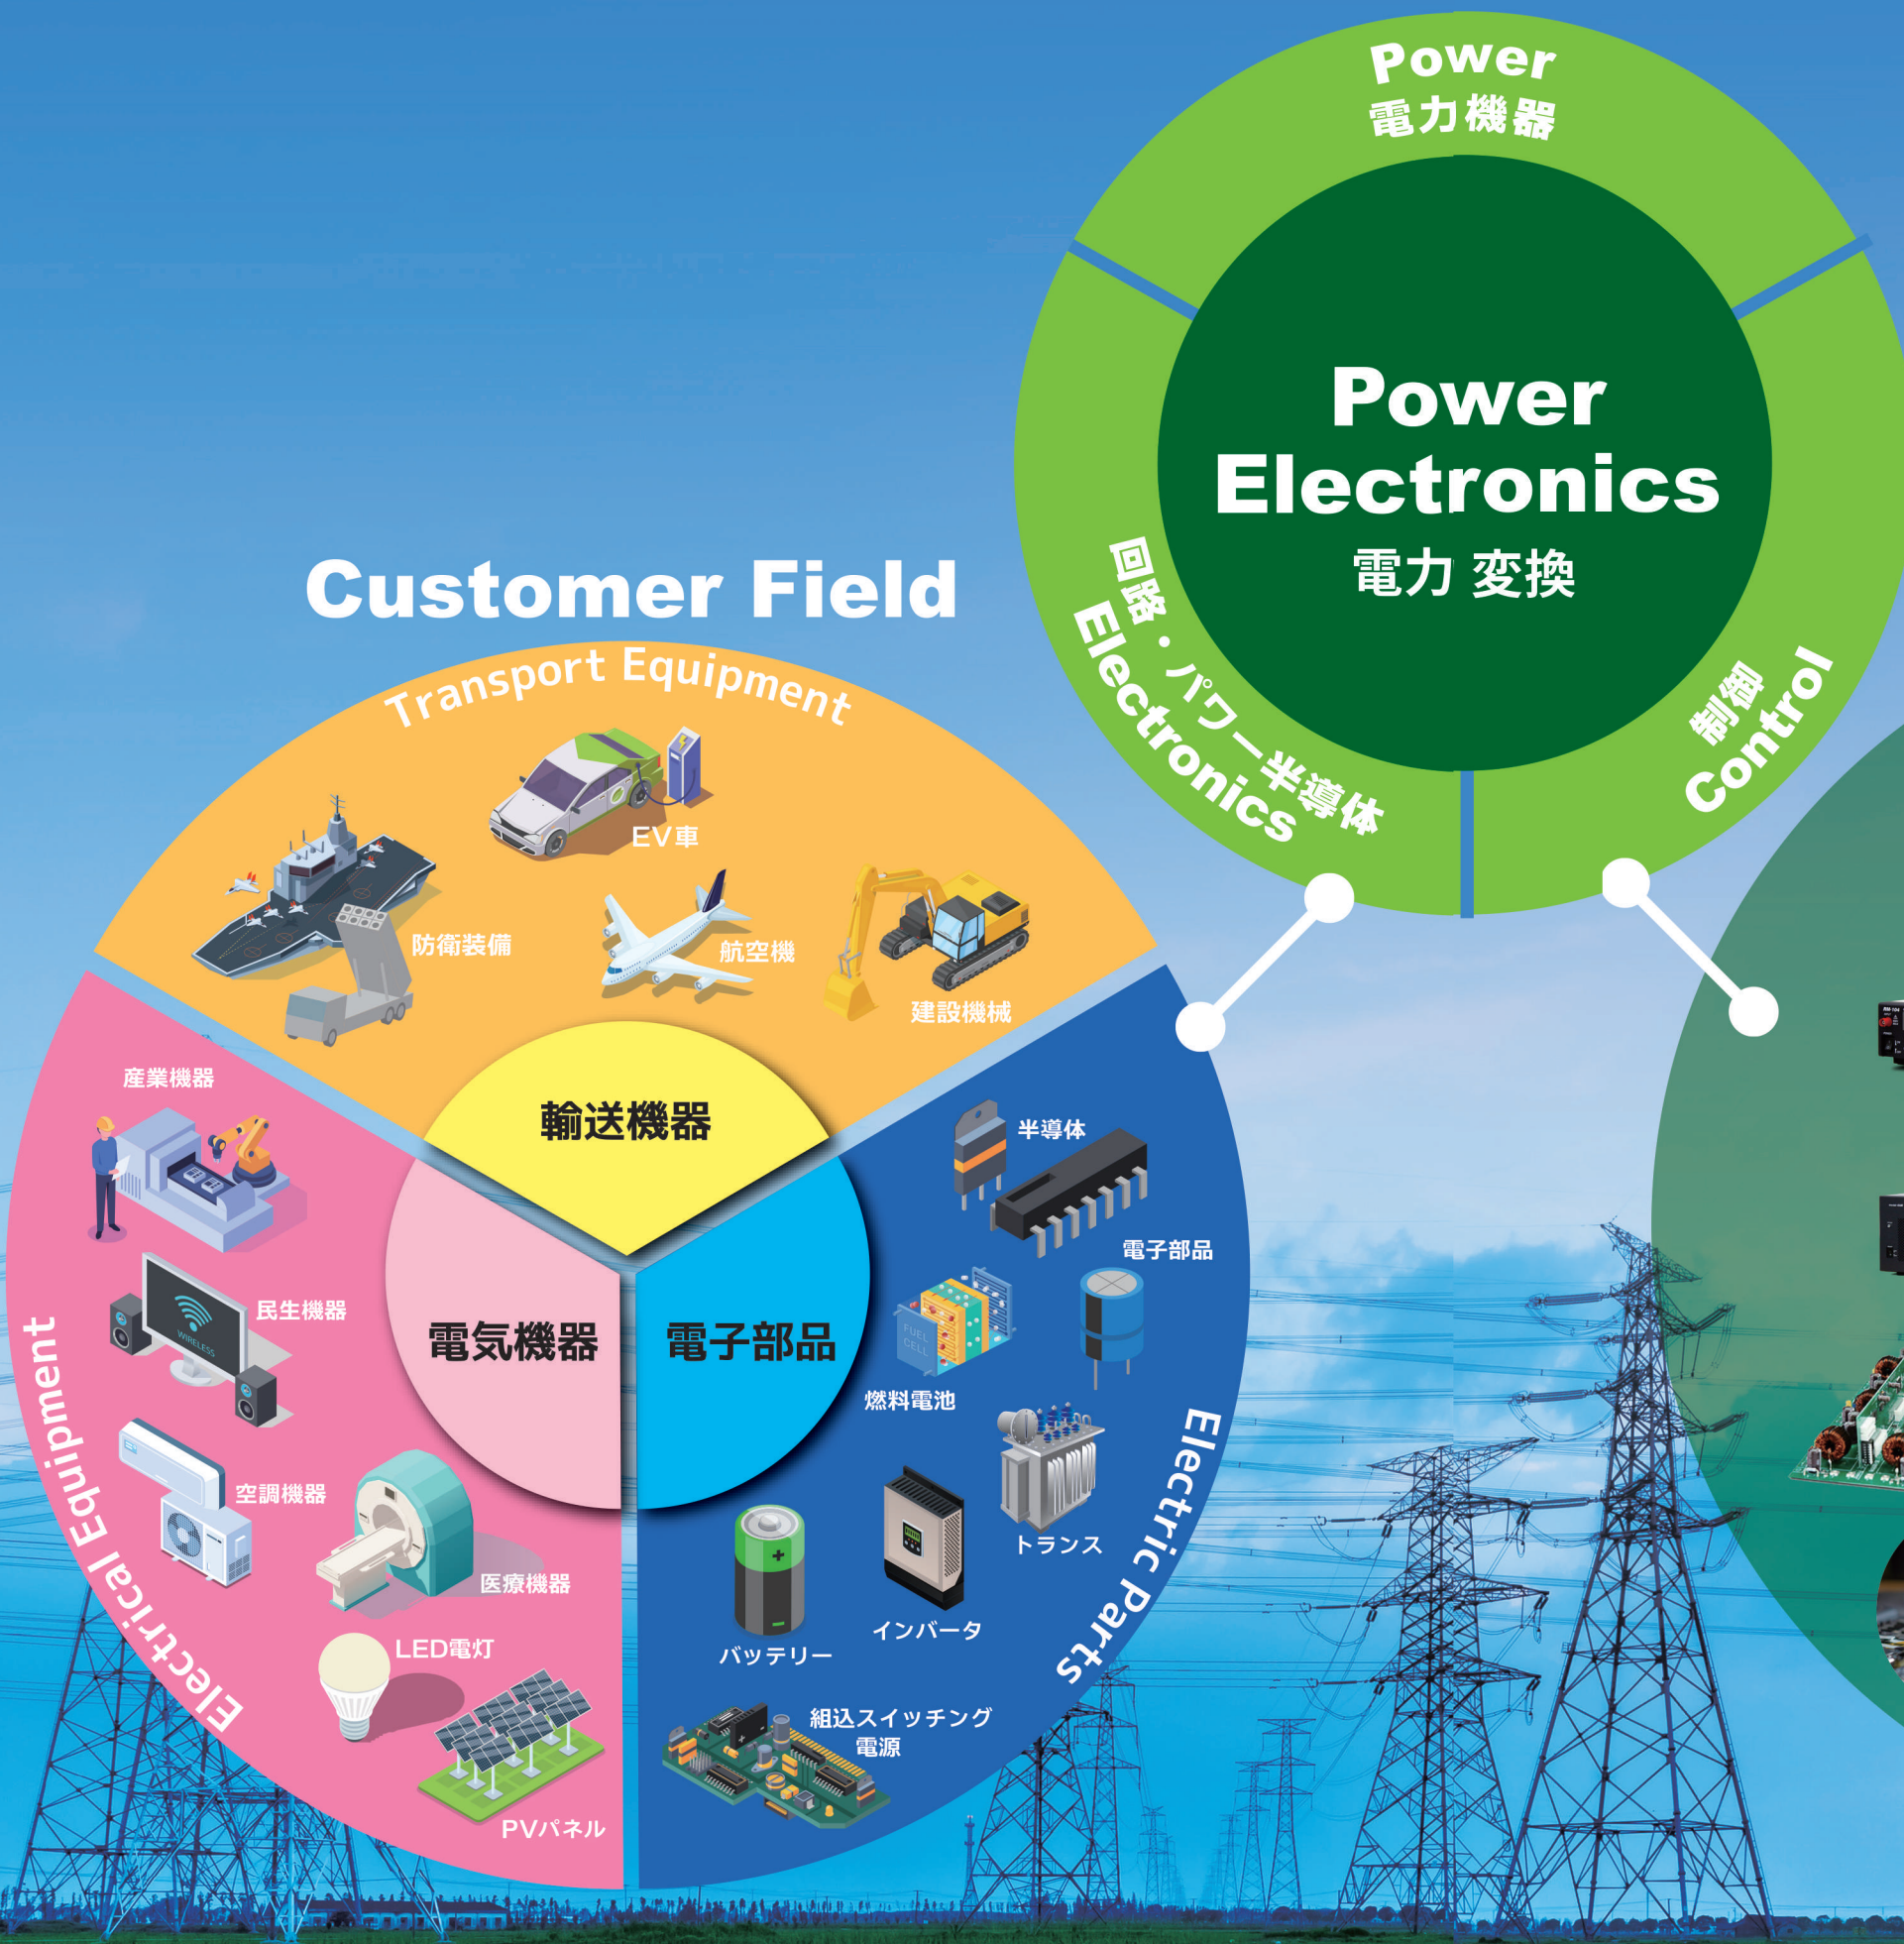 Power
電力機器
Power
Electronics
電力 変換
回路・パワー半導体
Electronics
制御
Control
Customer Field
Transport Equipment
EV車
防衛装備
航空機
建設機械
輸送機器
産業機器
民生機器
WIRELESS
空調機器
医療機器
LED電灯
PVパネル
電気機器
Electrical Equipment
電子部品
半導体
電子部品
FUEL
CELL
燃料電池
トランス
インバータ
バッテリー
組込スイッチング
電源
Electric Parts